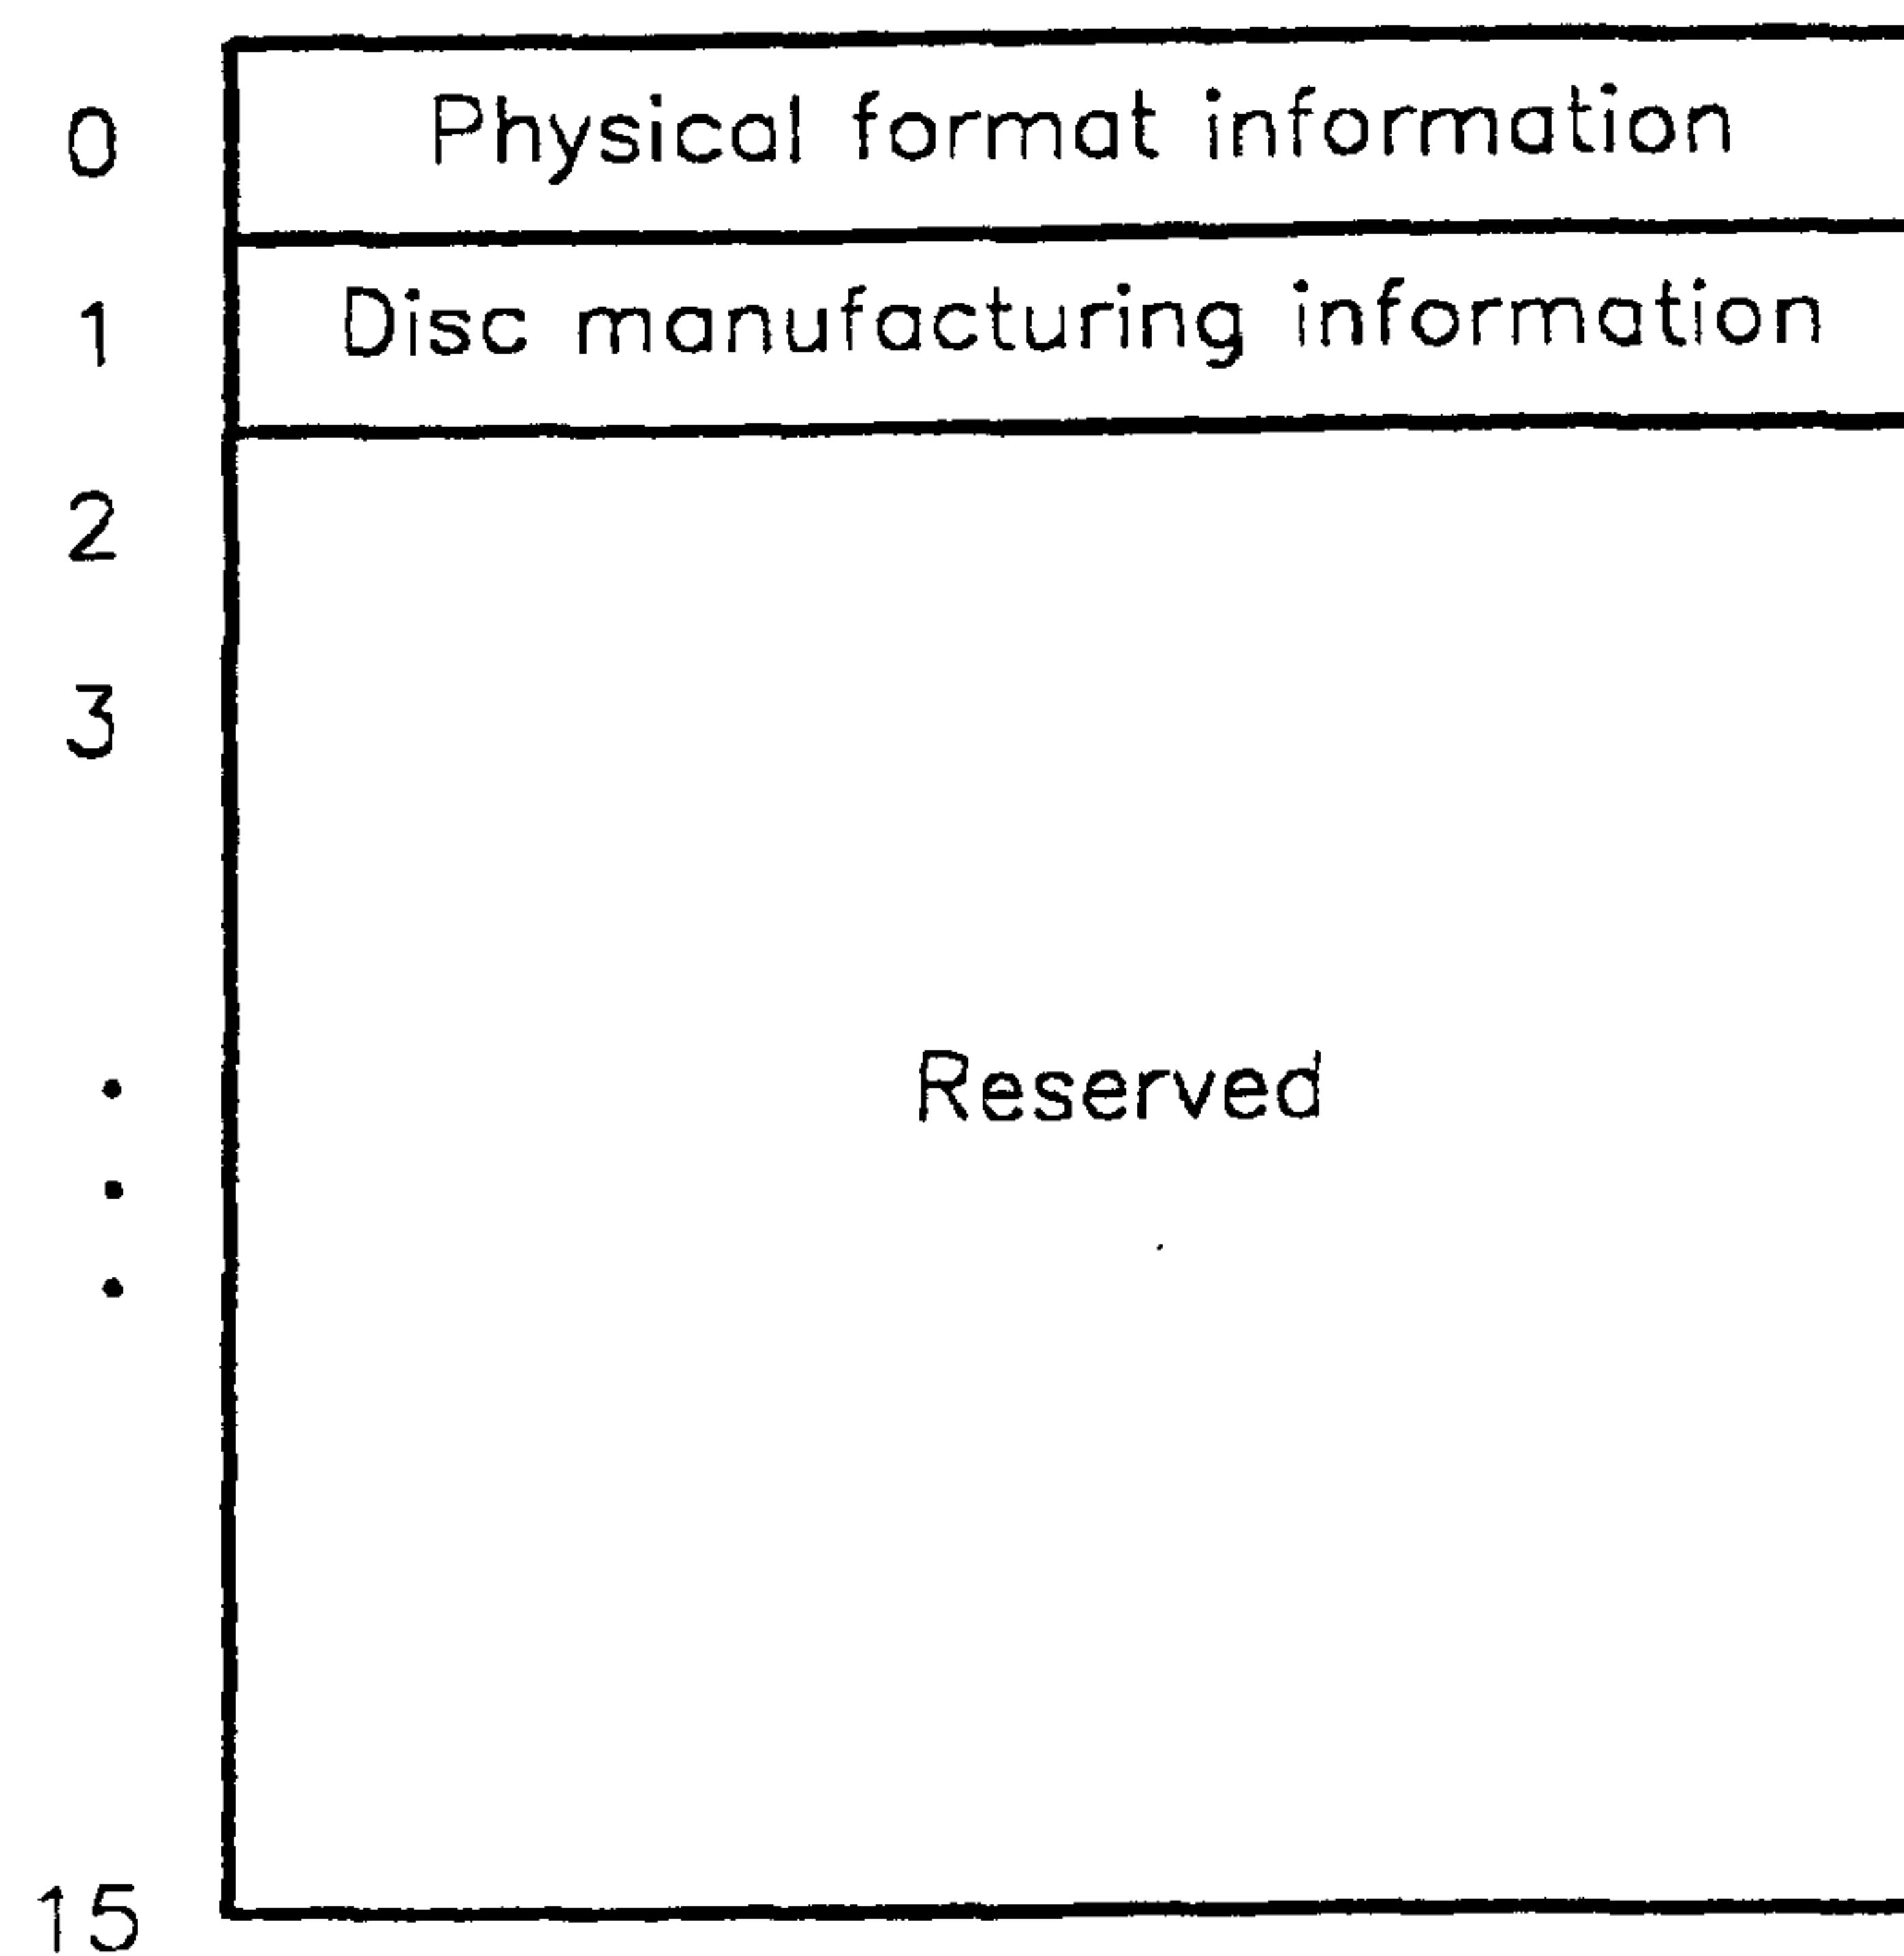 0 Physical format information
1 Disc manufacturing information
2
3
Reserved
15